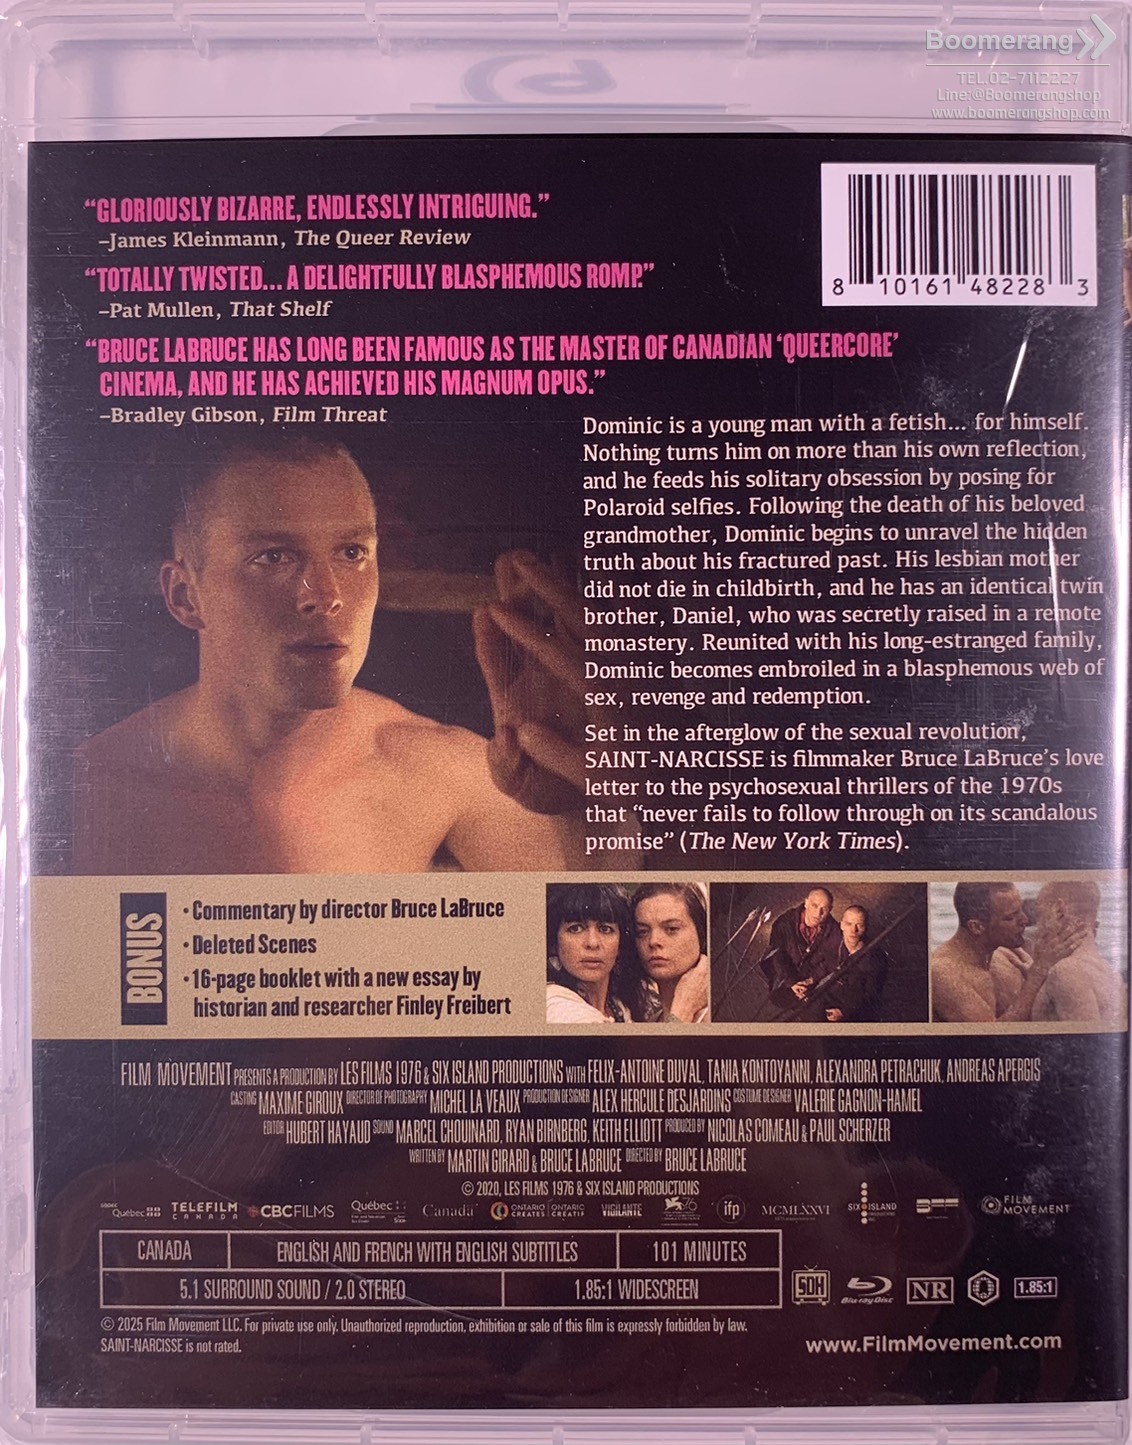 Boomerang
TEL.02-7112227
Line:@Boomerangshop
www.boomerangshop.com
“GLORIOUSLY BIZARRE, ENDLESSLY INTRIGUING.”
–James Kleinmann, The Queer Review
“TOTALLY TWISTED... A DELIGHTFULLY BLASPHEMOUS ROMP.”
–Pat Mullen, That Shelf
“BRUCE LABRUCE HAS LONG BEEN FAMOUS AS THE MASTER OF CANADIAN ‘QUEERCORE’
CINEMA, AND HE HAS ACHIEVED HIS MAGNUM OPUS.”
–Bradley Gibson, Film Threat
8 10161 48228 3
Dominic is a young man with a fetish... for himself.
Nothing turns him on more than his own reflection,
and he feeds his solitary obsession by posing for
Polaroid selfies. Following the death of his beloved
grandmother, Dominic begins to unravel the hidden
truth about his fractured past. His lesbian mother
did not die in childbirth, and he has an identical twin
brother, Daniel, who was secretly raised in a remote
monastery. Reunited with his long-estranged family,
Dominic becomes embroiled in a blasphemous web of
sex, revenge and redemption.
Set in the afterglow of the sexual revolution,
SAINT-NARCISSE is filmmaker Bruce LaBruce’s love
letter to the psychosexual thrillers of the 1970s
that “never fails to follow through on its scandalous
promise” (The New York Times).
BONUS
• Commentary by director Bruce LaBruce
• Deleted Scenes
• 16-page booklet with a new essay by
historian and researcher Finley Freibert
FILM MOVEMENT PRESENTS A PRODUCTION BY LES FILMS 1976 & SIX ISLAND PRODUCTIONS WITH FELIX-ANTOINE DUVAL, TANIA KONTOYANNI, ALEXANDRA PETRACHUK, ANDREAS APERGIS
CASTING MAXIME GIROUX DIRECTOR OF PHOTOGRAPHY MICHEL LA VEAUX PRODUCTION DESIGNER ALEX HERCULE DESJARDINS COSTUME DESIGNER VALERIE GAGNON-HAMEL
EDITOR HUBERT HAYAUD SOUND MARCEL CHOUINARD, RYAN BIRNBERG, KEITH ELLIOTT PRODUCED BY NICOLAS COMEAU & PAUL SCHERZER
WRITTEN BY MARTIN GIRARD & BRUCE LABRUCE DIRECTED BY BRUCE LABRUCE
© 2020, LES FILMS 1976 & SIX ISLAND PRODUCTIONS
SODEC Québec TELEFILM CANADA CBC FILMS Québec Canada ONTARIO CREATES ONTARIO CRÉATIF VIGILANTE 76 ifp MCMLXXVI SIX ISLAND PRODUCTIONS INC FILM MOVEMENT
CANADA ENGLISH AND FRENCH WITH ENGLISH SUBTITLES 101 MINUTES
5.1 SURROUND SOUND / 2.0 STEREO 1.85:1 WIDESCREEN
SDH Blu-ray Disc NR 0 1.85:1
© 2025 Film Movement LLC. For private use only. Unauthorized reproduction, exhibition or sale of this film is expressly forbidden by law.
SAINT-NARCISSE is not rated.
www.FilmMovement.com